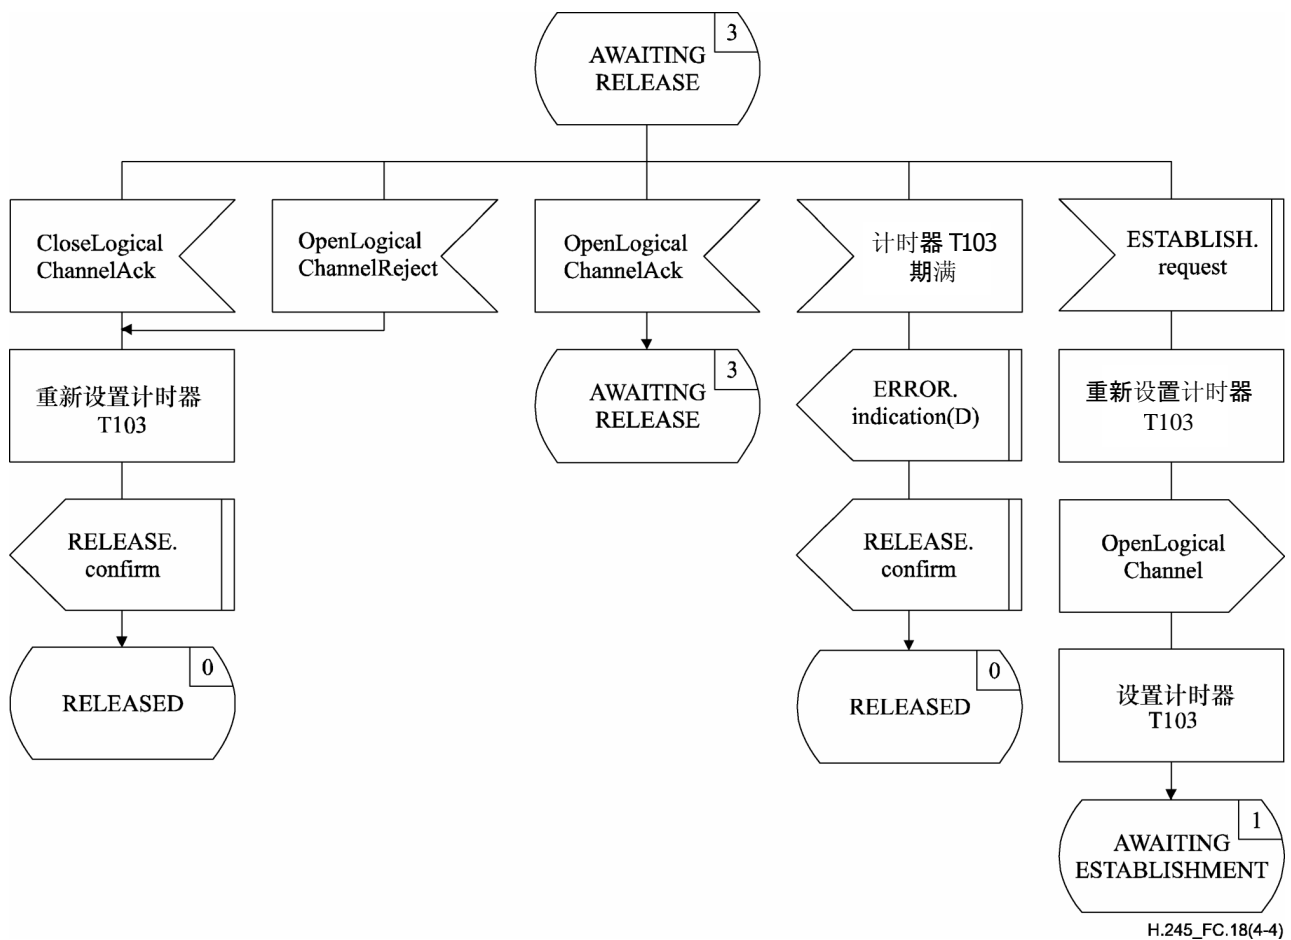 3
AWAITING
RELEASE
CloseLogical
ChannelAck
OpenLogical
ChannelReject
OpenLogical
ChannelAck
计时器 T103
期满
ESTABLISH.
request
重新设置计时器
T103
3
AWAITING
RELEASE
ERROR.
indication(D)
重新设置计时器
T103
RELEASE.
confirm
RELEASE.
confirm
OpenLogical
Channel
0
RELEASED
0
RELEASED
设置计时器
T103
1
AWAITING
ESTABLISHMENT
H.245_FC.18(4-4)